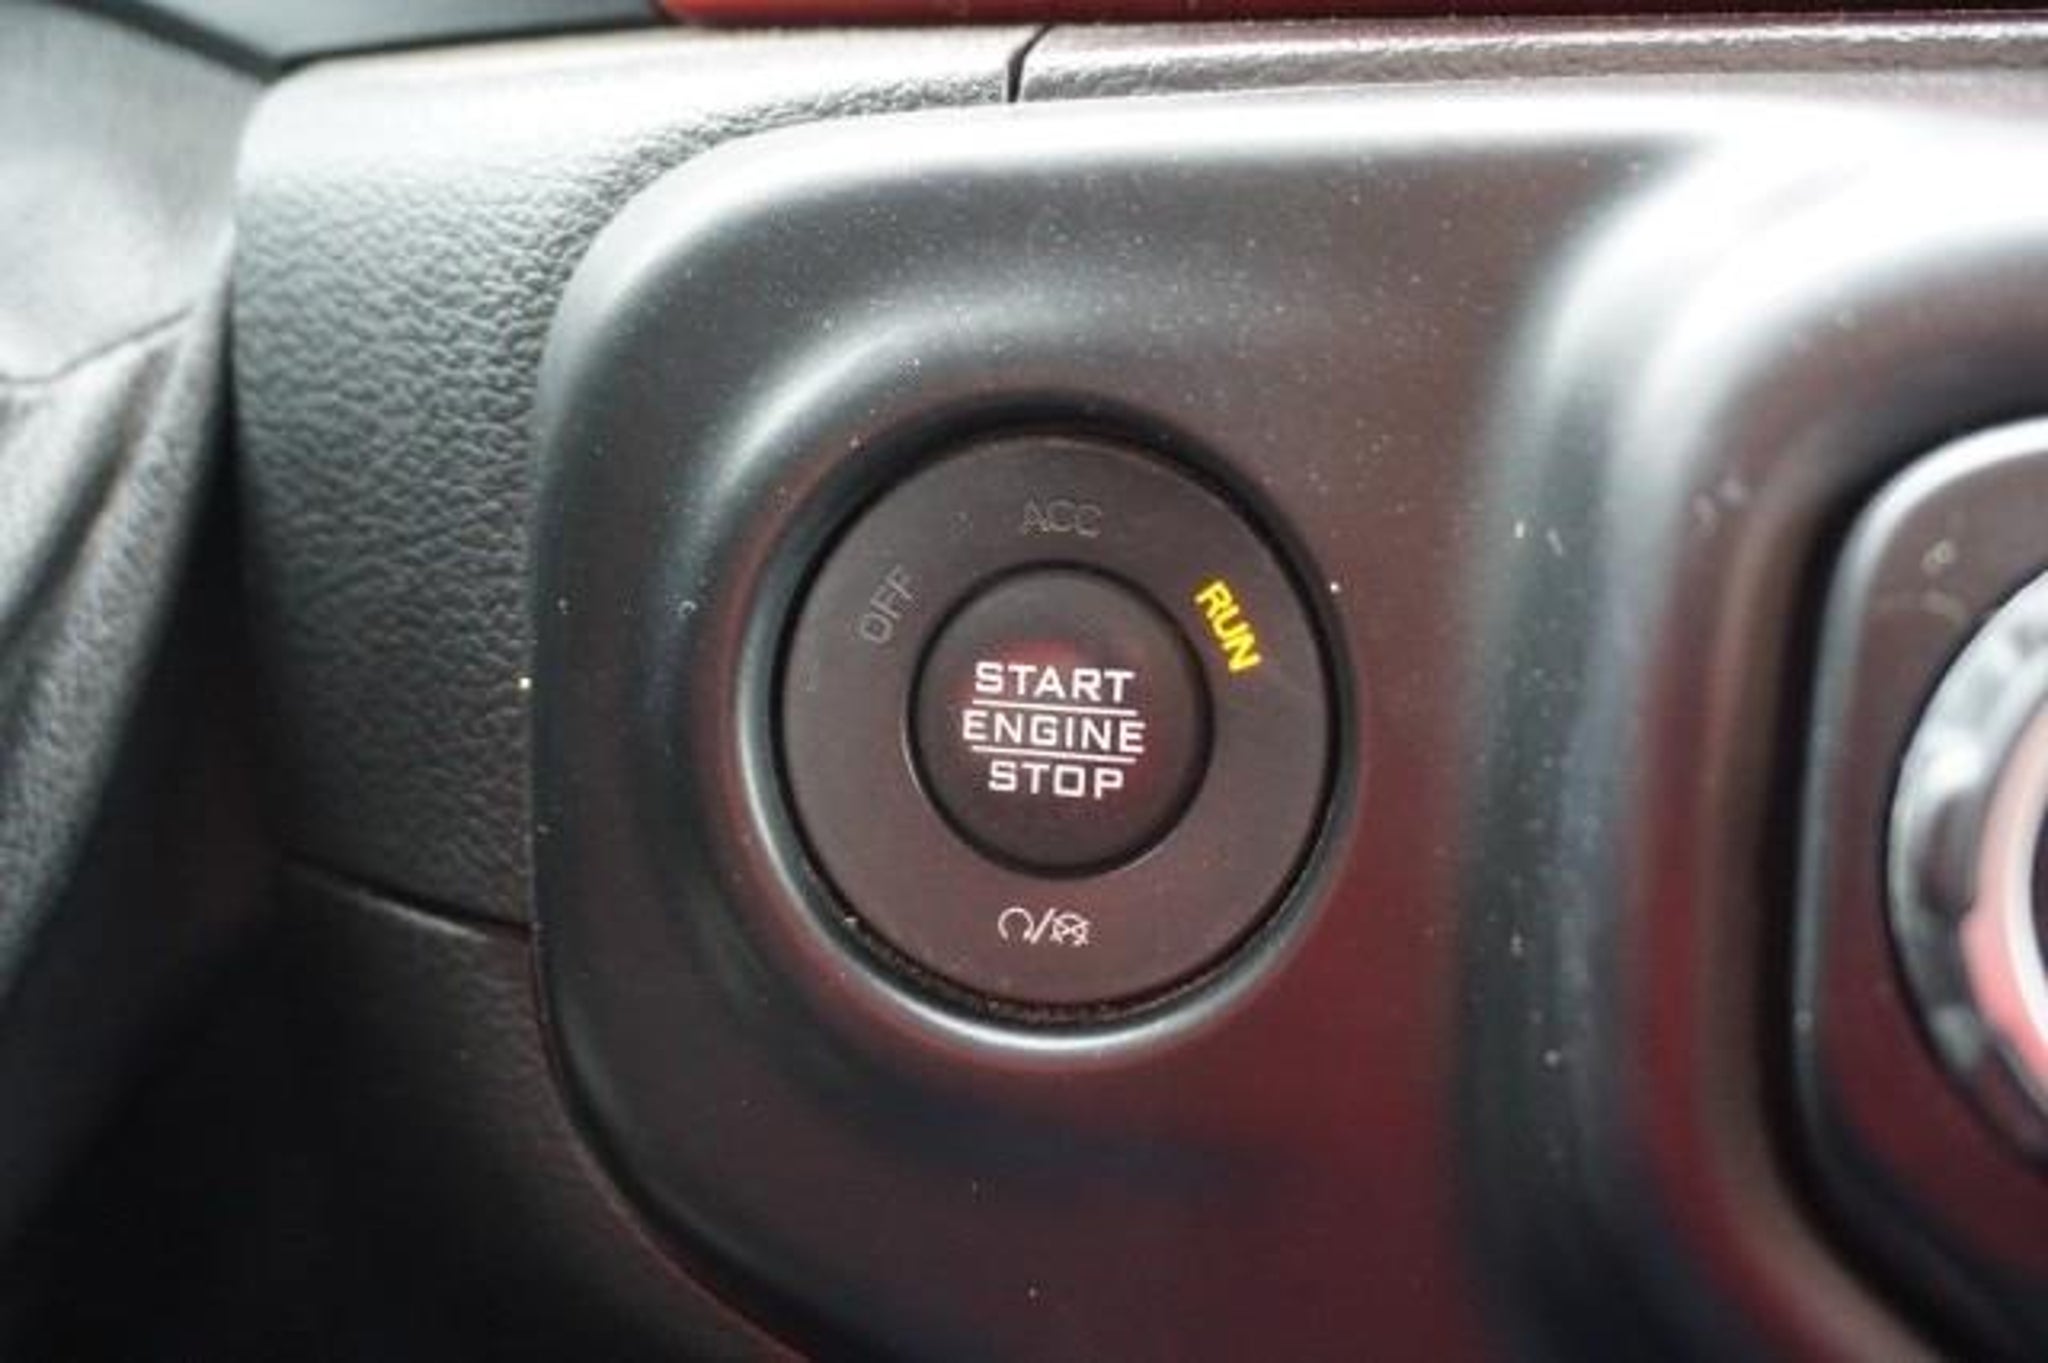 ACC
OFF
RUN
START
ENGINE
STOP